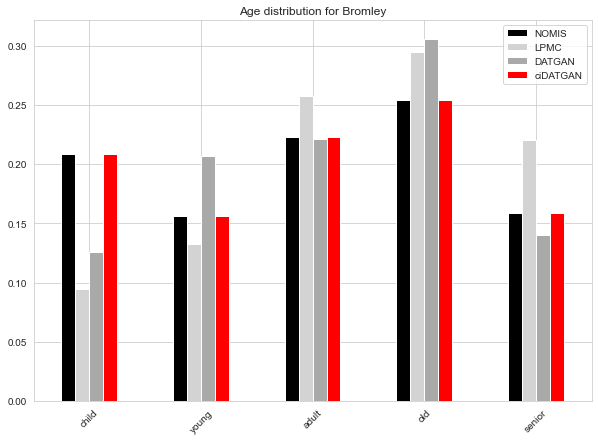 Age distribution for Bromley
NOMIS
LPMC
DATGAN
ciDATGAN
0.30
0.25
0.20
0.15
0.10
0.05
0.00
child
young
adult
old
senior